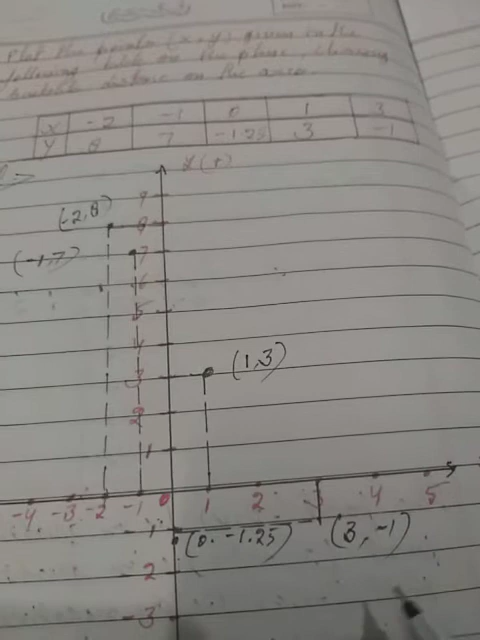 Plot the points (x, y) given in the
following table on the plane, choosing
suitable distance on the axes.
x -2 -1 0 1 3
y 8 7 -1.25 3 -1
Y(+)
9
(-2,8) 8
(-1,7) 7
6
5
4
3 (1,3)
2
1
-4 -3 -2 -1 0 1 2 3 4 5
-1 (0, -1.25) (3, -1)
-2
-3